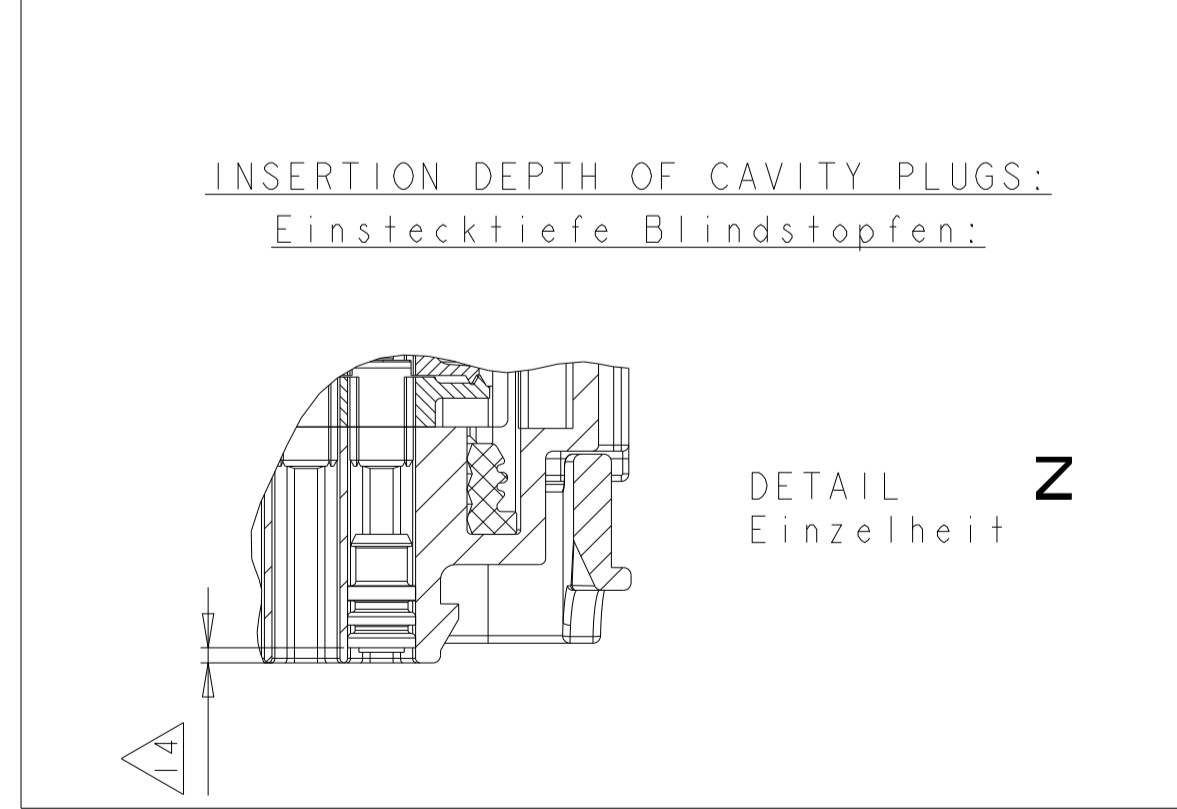 INSERTION DEPTH OF CAVITY PLUGS:
Einstecktiefe Blindstopfen:
DETAIL Z
Einzelheit
14